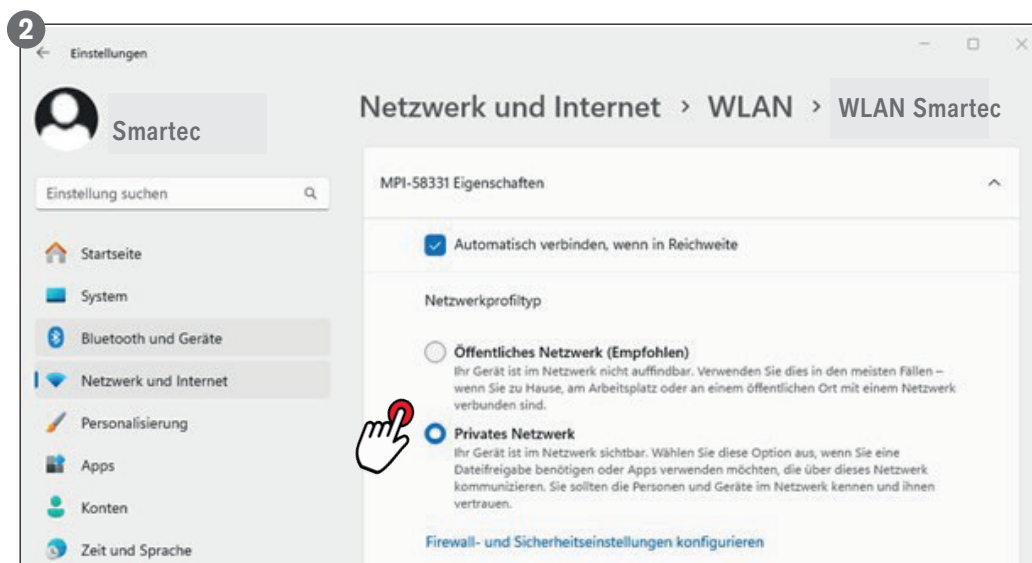 2
Einstellungen
Smartec
Netzwerk und Internet > WLAN > WLAN Smartec
Einstellung suchen
MPI-58331 Eigenschaften
Automatisch verbinden, wenn in Reichweite
Startseite
System
Bluetooth und Geräte
Netzwerk und Internet
Personalisierung
Apps
Konten
Zeit und Sprache
Netzwerkprofiltyp
Öffentliches Netzwerk (Empfohlen)
Ihr Gerät ist im Netzwerk nicht auffindbar. Verwenden Sie dies in den meisten Fällen –
wenn Sie zu Hause, am Arbeitsplatz oder an einem öffentlichen Ort mit einem Netzwerk
verbunden sind.
Privates Netzwerk
Ihr Gerät ist im Netzwerk sichtbar. Wählen Sie diese Option aus, wenn Sie eine
Dateifreigabe benötigen oder Apps verwenden möchten, die über dieses Netzwerk
kommunizieren. Sie sollten die Personen und Geräte im Netzwerk kennen und ihnen
vertrauen.
Firewall- und Sicherheitseinstellungen konfigurieren